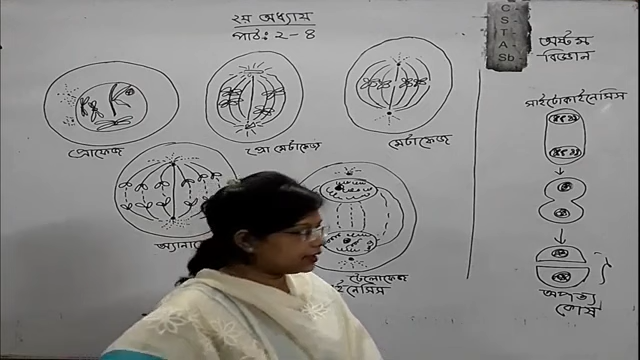 ২য় অধ্যায়
পাঠ: ২-৪
C -
S -
T -
A -
Sb -
অষ্টম
বিজ্ঞান
প্রোফেজ
প্রো মেটাফেজ
মেটাফেজ
টেলোফেজ
সাইটোকাইনেসিস
অপত্য
কোষ